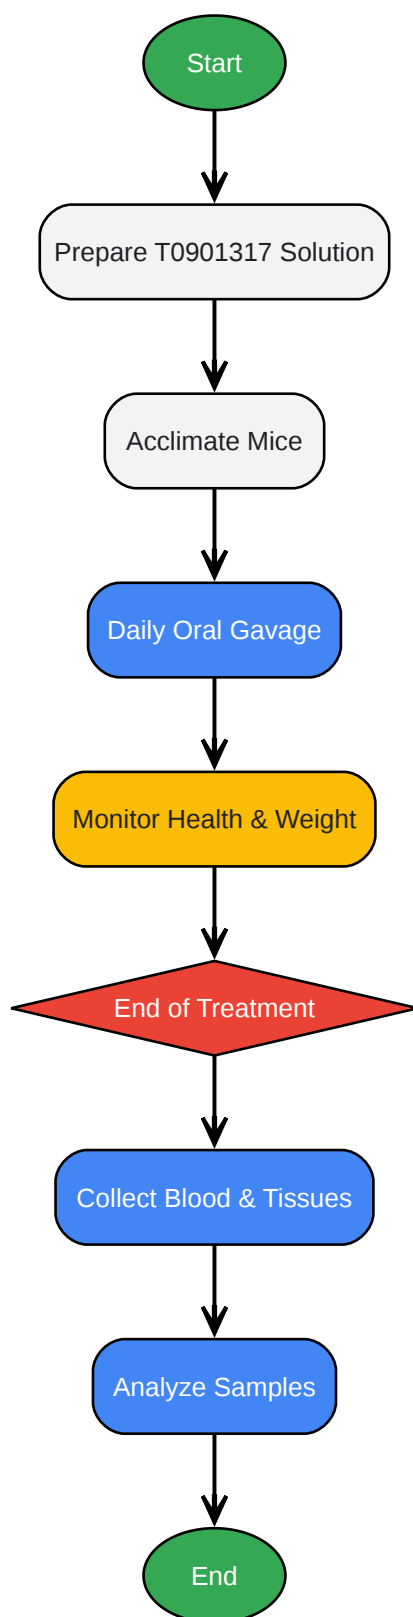 Start
Prepare T0901317 Solution
Acclimate Mice
Daily Oral Gavage
Monitor Health & Weight
End of Treatment
Collect Blood & Tissues
Analyze Samples
End